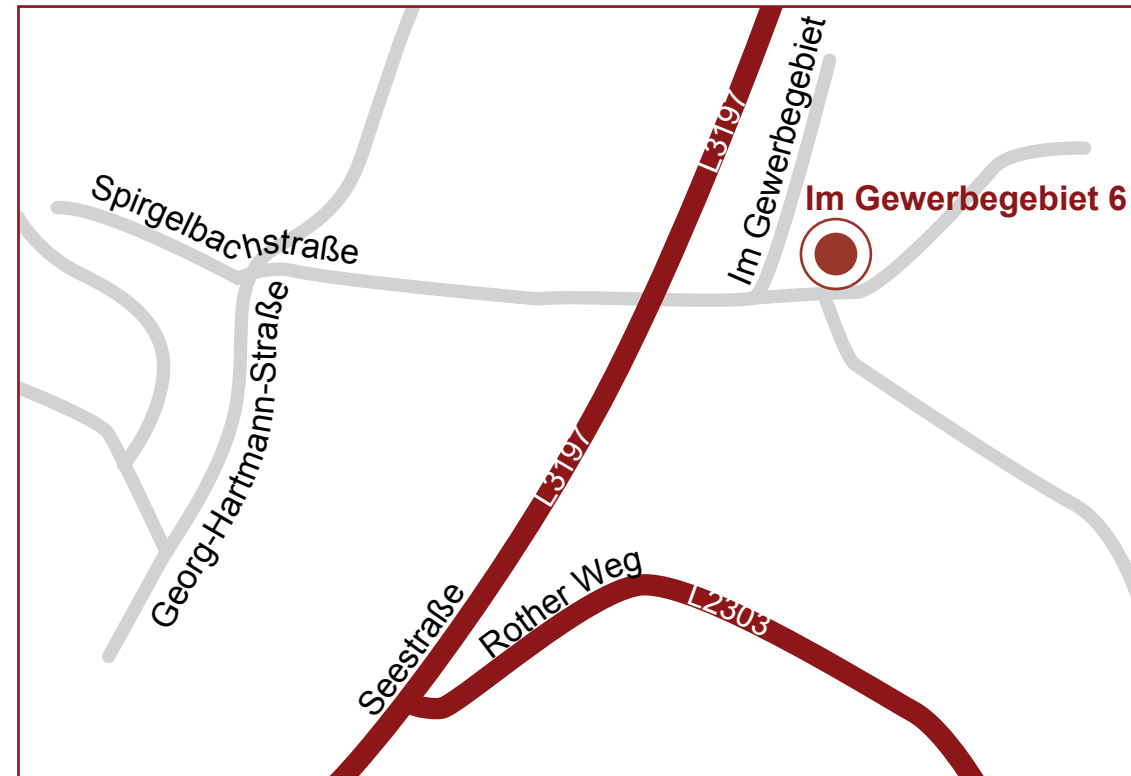 Im Gewerbegebiet
L3197
Im Gewerbegebiet 6
Spirgelbachstraße
Georg-Hartmann-Straße
L3197
Rother Weg
L2303
Seestraße